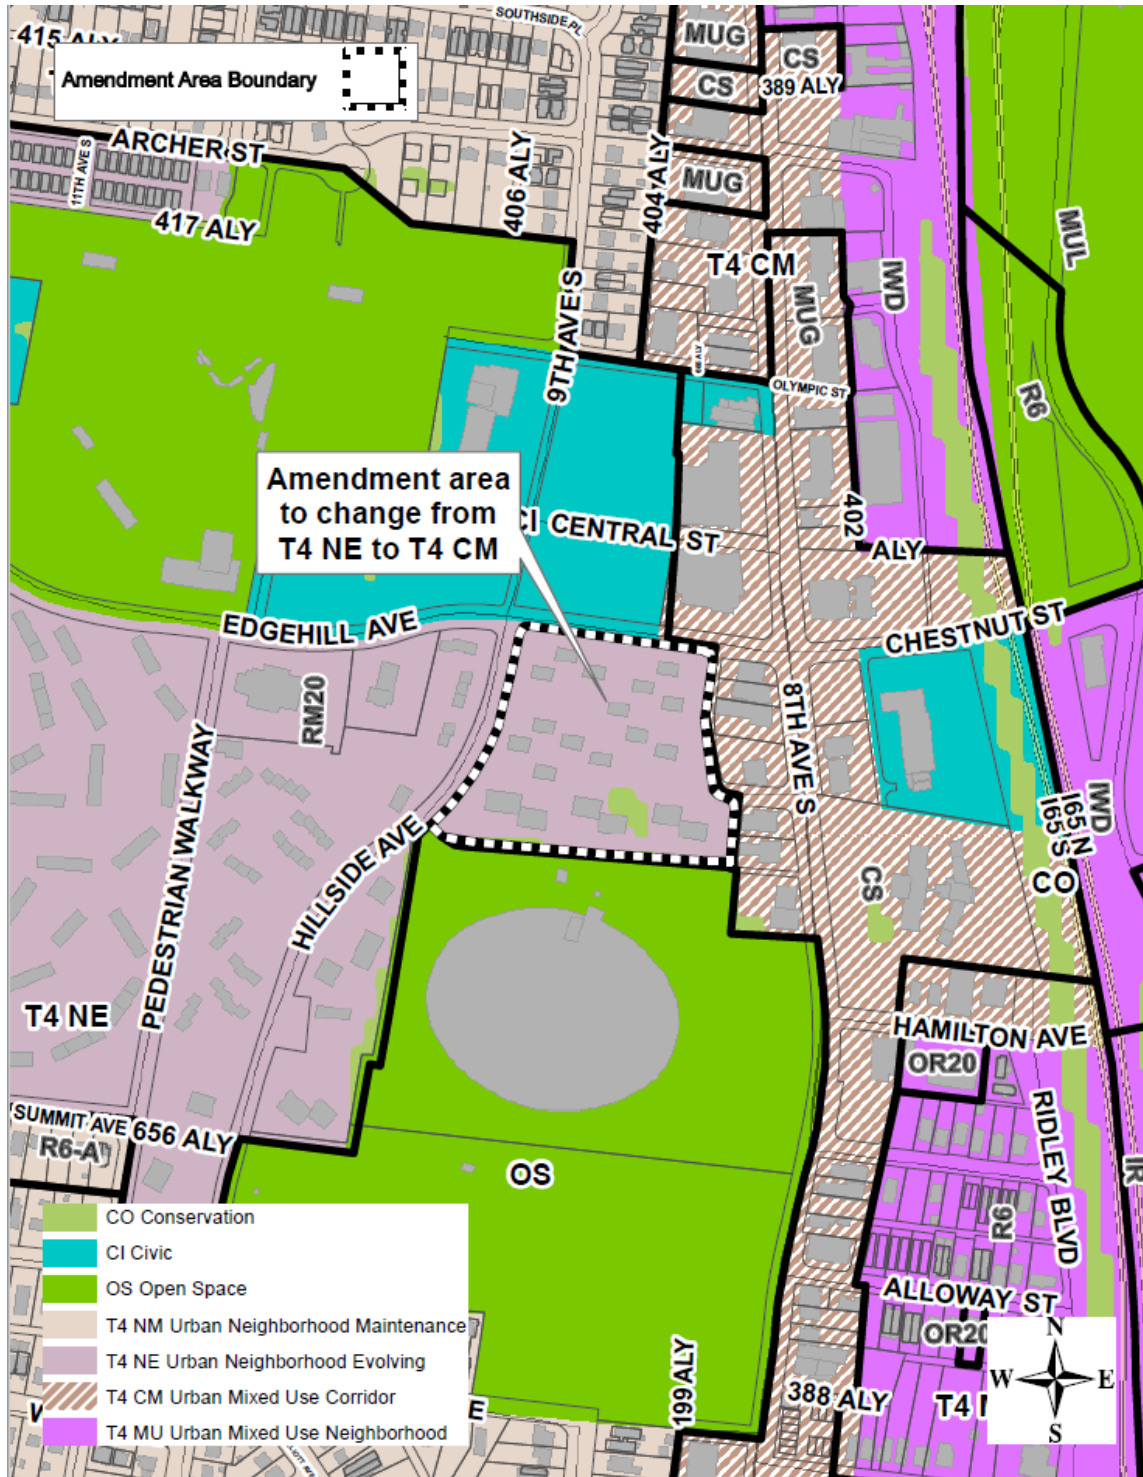 SOUTHSIDE PL
415 ALY
MUG
CS
CS
389 ALY
Amendment Area Boundary
ARCHER ST
11TH AVE S
417 ALY
406 ALY
404 ALY
MUG
T4 CM
MUG
IWD
MUL
R6
9TH AVE S
OLYMPIC ST
Amendment area
to change from
T4 NE to T4 CM
CI CENTRAL ST
402 ALY
EDGEHILL AVE
CHESTNUT ST
RM20
8TH AVE S
PEDESTRIAN WALKWAY
HILLSIDE AVE
I65 N
I65 S
IWD
CO
CS
T4 NE
HAMILTON AVE
OR20
SUMMIT AVE
656 ALY
R6-A
OS
RIDLEY BLVD
IR
R6
CO Conservation
CI Civic
OS Open Space
T4 NM Urban Neighborhood Maintenance
T4 NE Urban Neighborhood Evolving
T4 CM Urban Mixed Use Corridor
T4 MU Urban Mixed Use Neighborhood
ALLOWAY ST
OR20
199 ALY
388 ALY
N
W
E
S